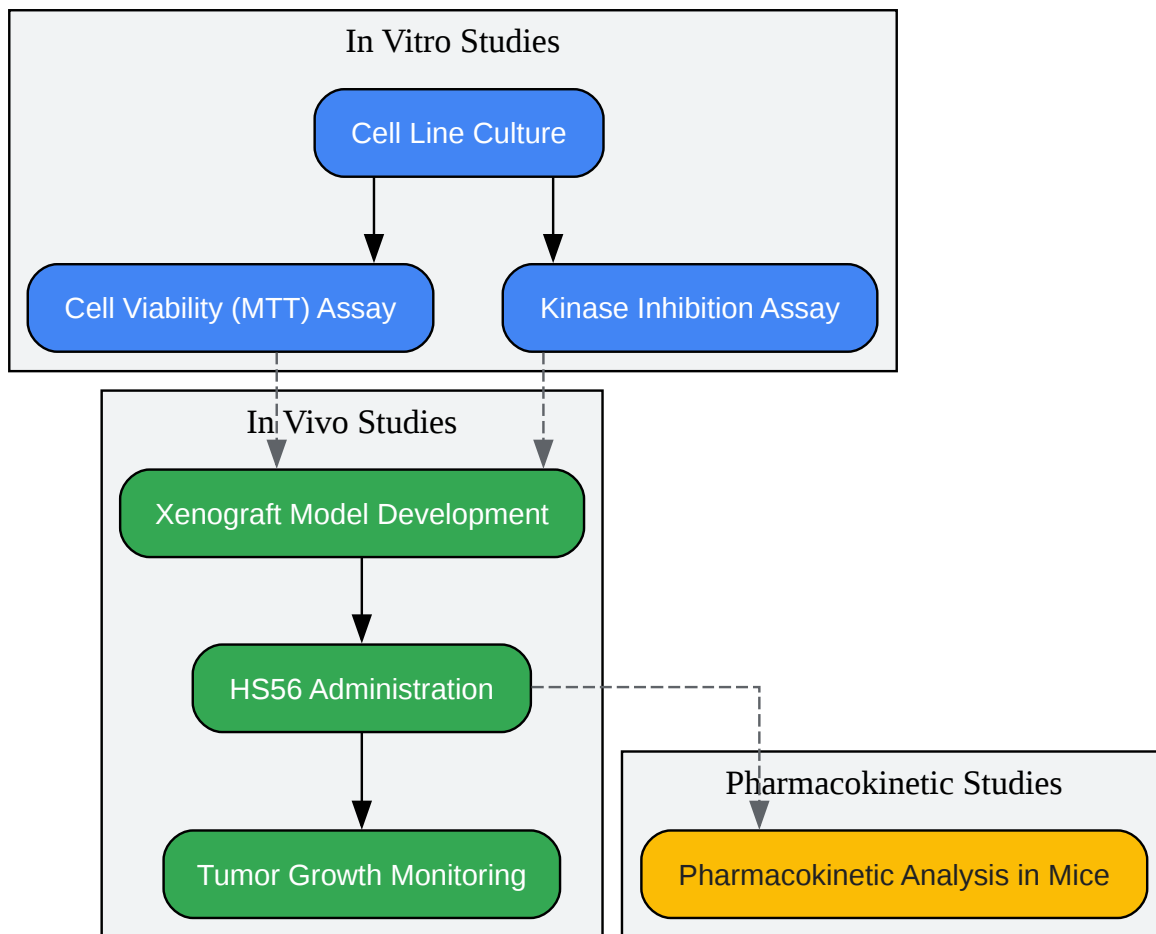 In Vitro Studies
Cell Line Culture
Cell Viability (MTT) Assay
Kinase Inhibition Assay
In Vivo Studies
Xenograft Model Development
HS56 Administration
Pharmacokinetic Studies
Tumor Growth Monitoring
Pharmacokinetic Analysis in Mice